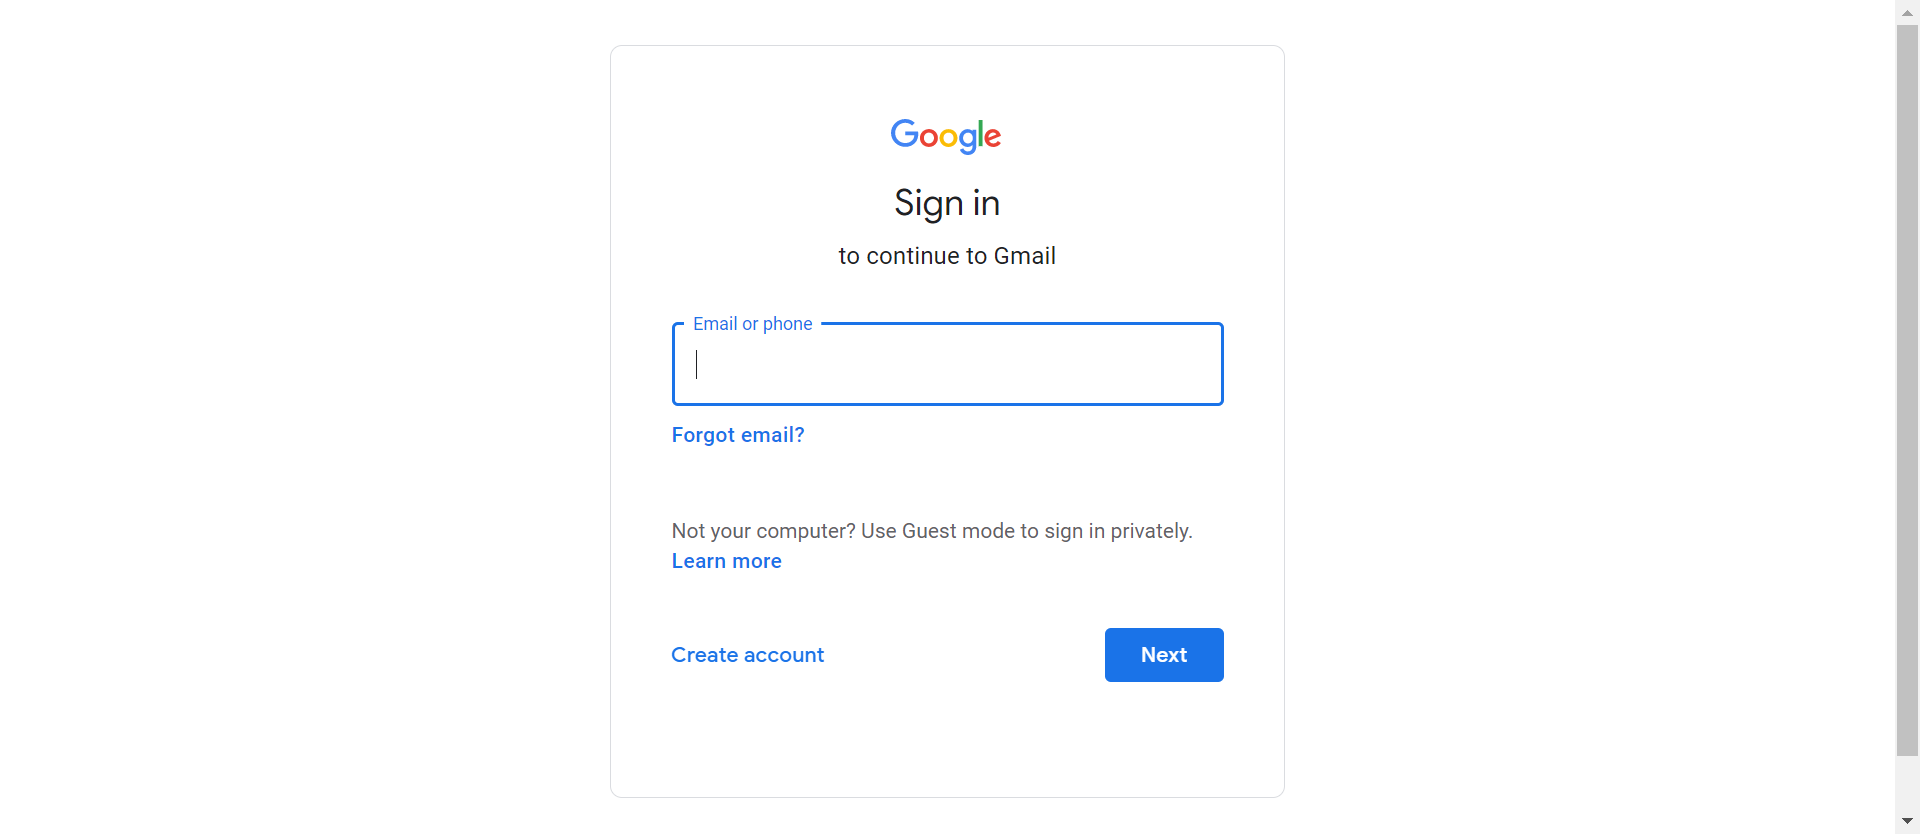 Google
Sign in
to continue to Gmail
Email or phone
Forgot email?
Not your computer? Use Guest mode to sign in privately.
Learn more
Create account
Next